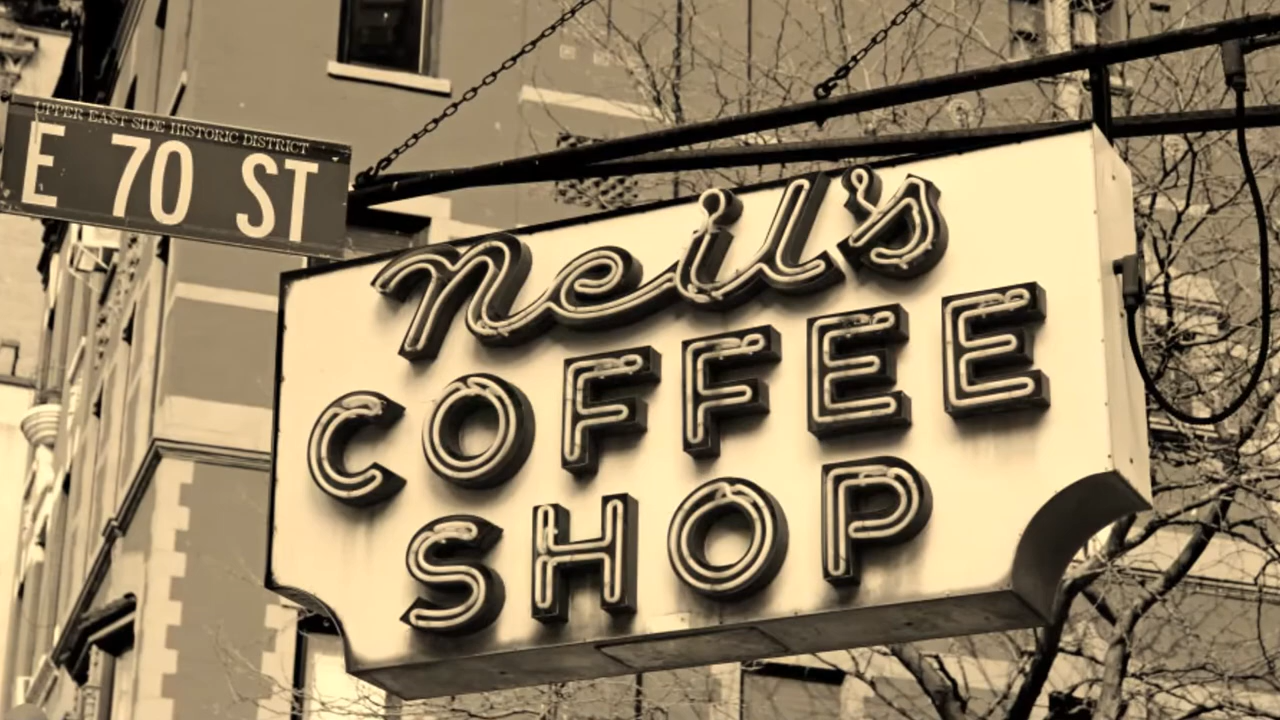 UPPER EAST SIDE HISTORIC DISTRICT
E 70 ST
Neil's
COFFEE
SHOP